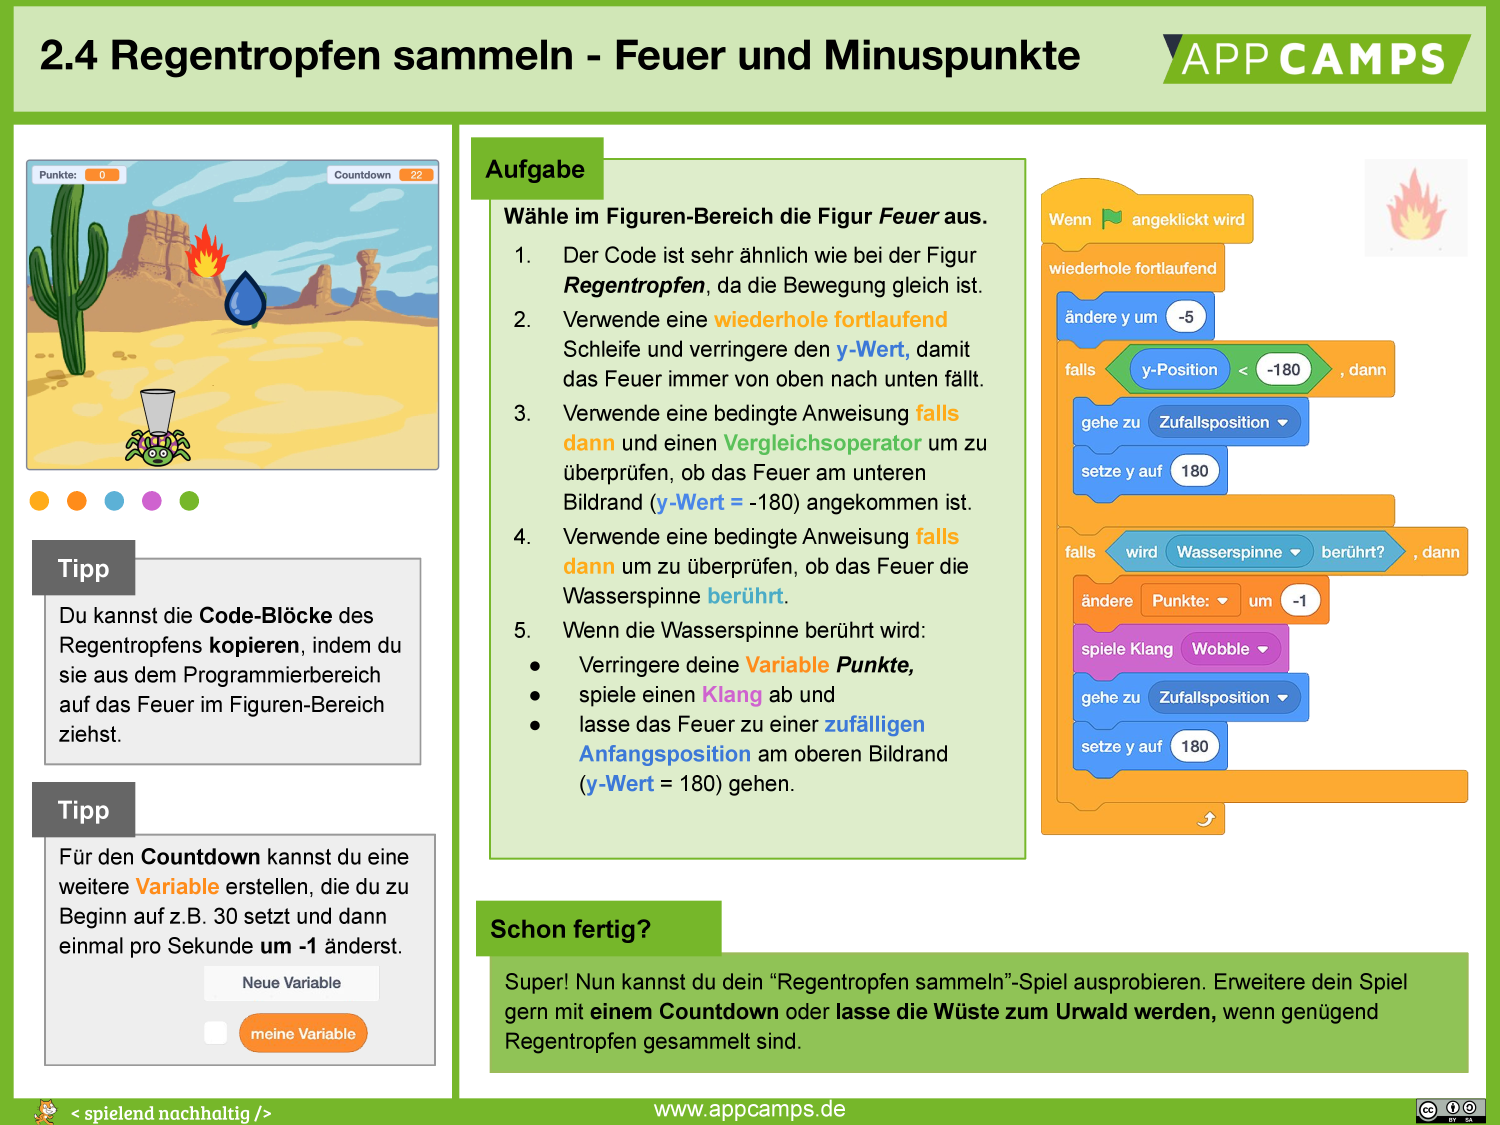 2.4 Regentropfen sammeln - Feuer und Minuspunkte
APP CAMPS
Punkte: 0
Countdown 22
Tipp
Du kannst die Code-Blöcke des
Regentropfens kopieren, indem du
sie aus dem Programmierbereich
auf das Feuer im Figuren-Bereich
ziehst.
Tipp
Für den Countdown kannst du eine
weitere Variable erstellen, die du zu
Beginn auf z.B. 30 setzt und dann
einmal pro Sekunde um -1 änderst.
Neue Variable
meine Variable
Aufgabe
Wähle im Figuren-Bereich die Figur Feuer aus.
1. Der Code ist sehr ähnlich wie bei der Figur
Regentropfen, da die Bewegung gleich ist.
2. Verwende eine wiederhole fortlaufend
Schleife und verringere den y-Wert, damit
das Feuer immer von oben nach unten fällt.
3. Verwende eine bedingte Anweisung falls
dann und einen Vergleichsoperator um zu
überprüfen, ob das Feuer am unteren
Bildrand (y-Wert = -180) angekommen ist.
4. Verwende eine bedingte Anweisung falls
dann um zu überprüfen, ob das Feuer die
Wasserspinne berührt.
5. Wenn die Wasserspinne berührt wird:
● Verringere deine Variable Punkte,
● spiele einen Klang ab und
● lasse das Feuer zu einer zufälligen
Anfangsposition am oberen Bildrand
(y-Wert = 180) gehen.
Wenn angeklickt wird
wiederhole fortlaufend
ändere y um -5
falls y-Position < -180 , dann
gehe zu Zufallsposition
setze y auf 180
falls wird Wasserspinne berührt? , dann
ändere Punkte: um -1
spiele Klang Wobble
gehe zu Zufallsposition
setze y auf 180
Schon fertig?
Super! Nun kannst du dein “Regentropfen sammeln”-Spiel ausprobieren. Erweitere dein Spiel
gern mit einem Countdown oder lasse die Wüste zum Urwald werden, wenn genügend
Regentropfen gesammelt sind.
< spielend nachhaltig />
www.appcamps.de
cc BY SA